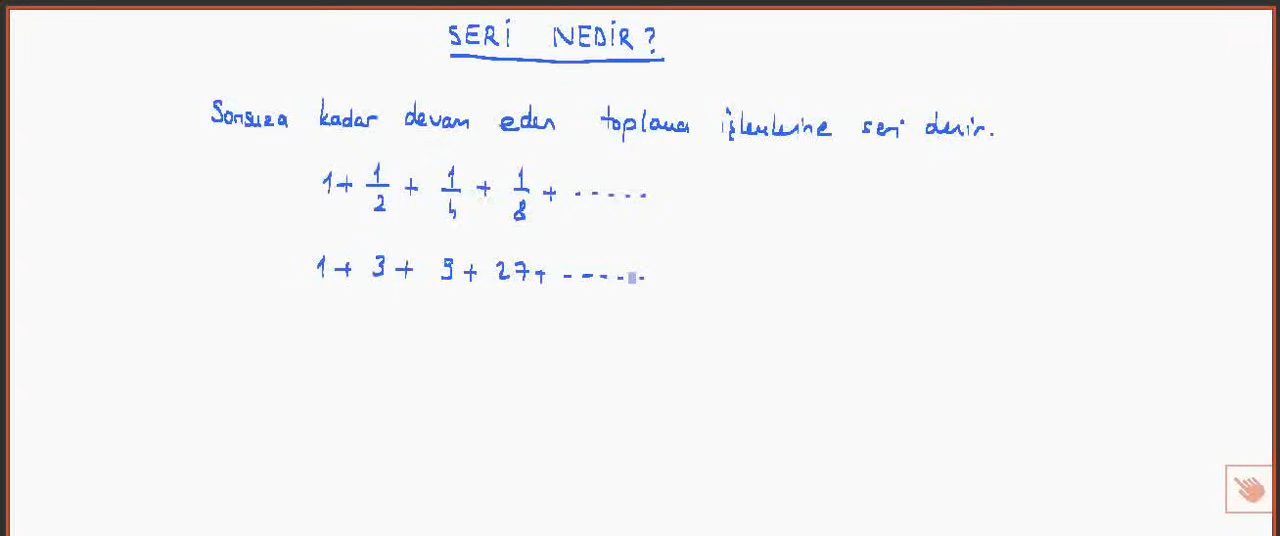 SERİ NEDİR?
Sonsuza kadar devam eden toplama işlemlerine seri denir.
1 + 1/2 + 1/4 + 1/8 + .....
1 + 3 + 9 + 27 + ......